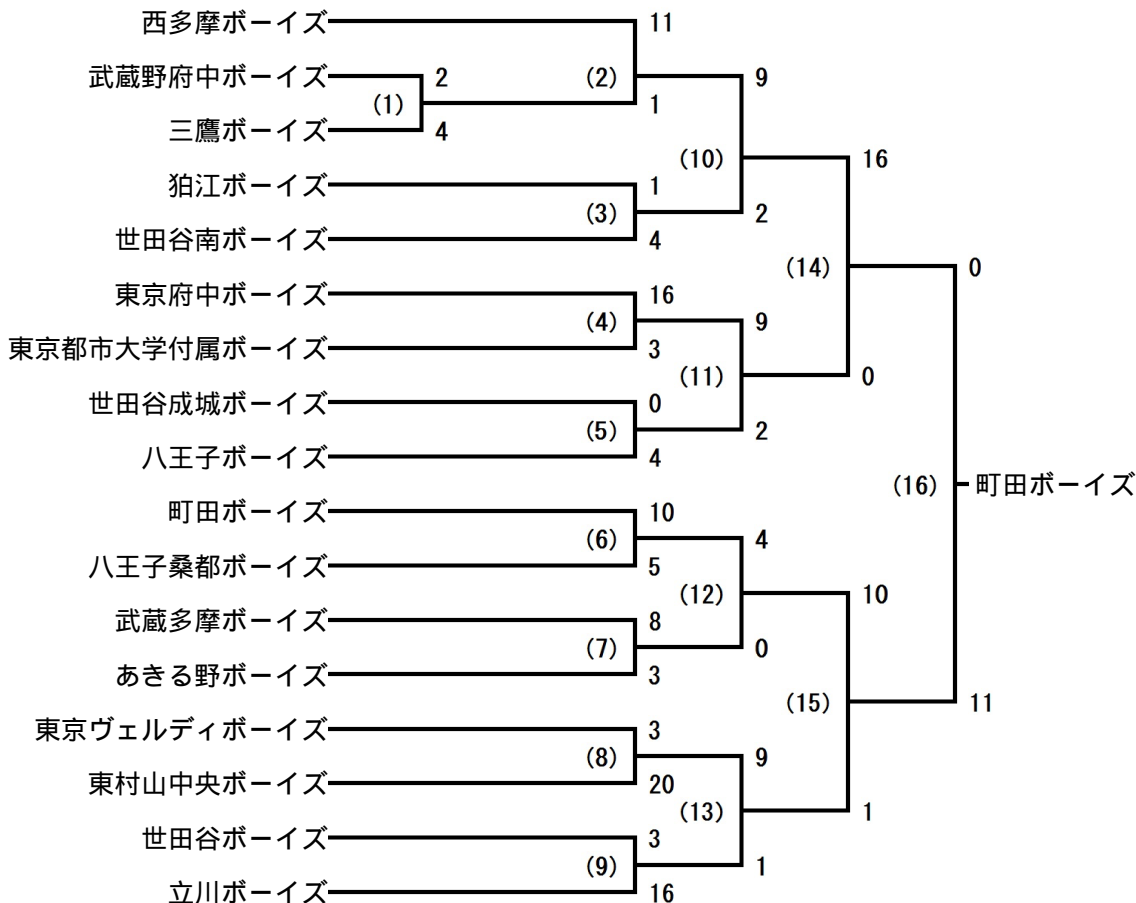 西多摩ボーイズ 11
武蔵野府中ボーイズ 2 (2) 9
(1) 1
三鷹ボーイズ 4
(10) 16
狛江ボーイズ 1
(3) 2
世田谷南ボーイズ 4
(14) 0
東京府中ボーイズ 16
(4) 9
東京都市大学付属ボーイズ 3
(11) 0
世田谷成城ボーイズ 0
(5) 2
八王子ボーイズ 4
(16) 町田ボーイズ
町田ボーイズ 10
(6) 4
八王子桑都ボーイズ 5
(12) 10
武蔵多摩ボーイズ 8
(7) 0
あきる野ボーイズ 3
(15) 11
東京ヴェルディボーイズ 3
(8) 9
東村山中央ボーイズ 20
(13) 1
世田谷ボーイズ 3
(9) 1
立川ボーイズ 16